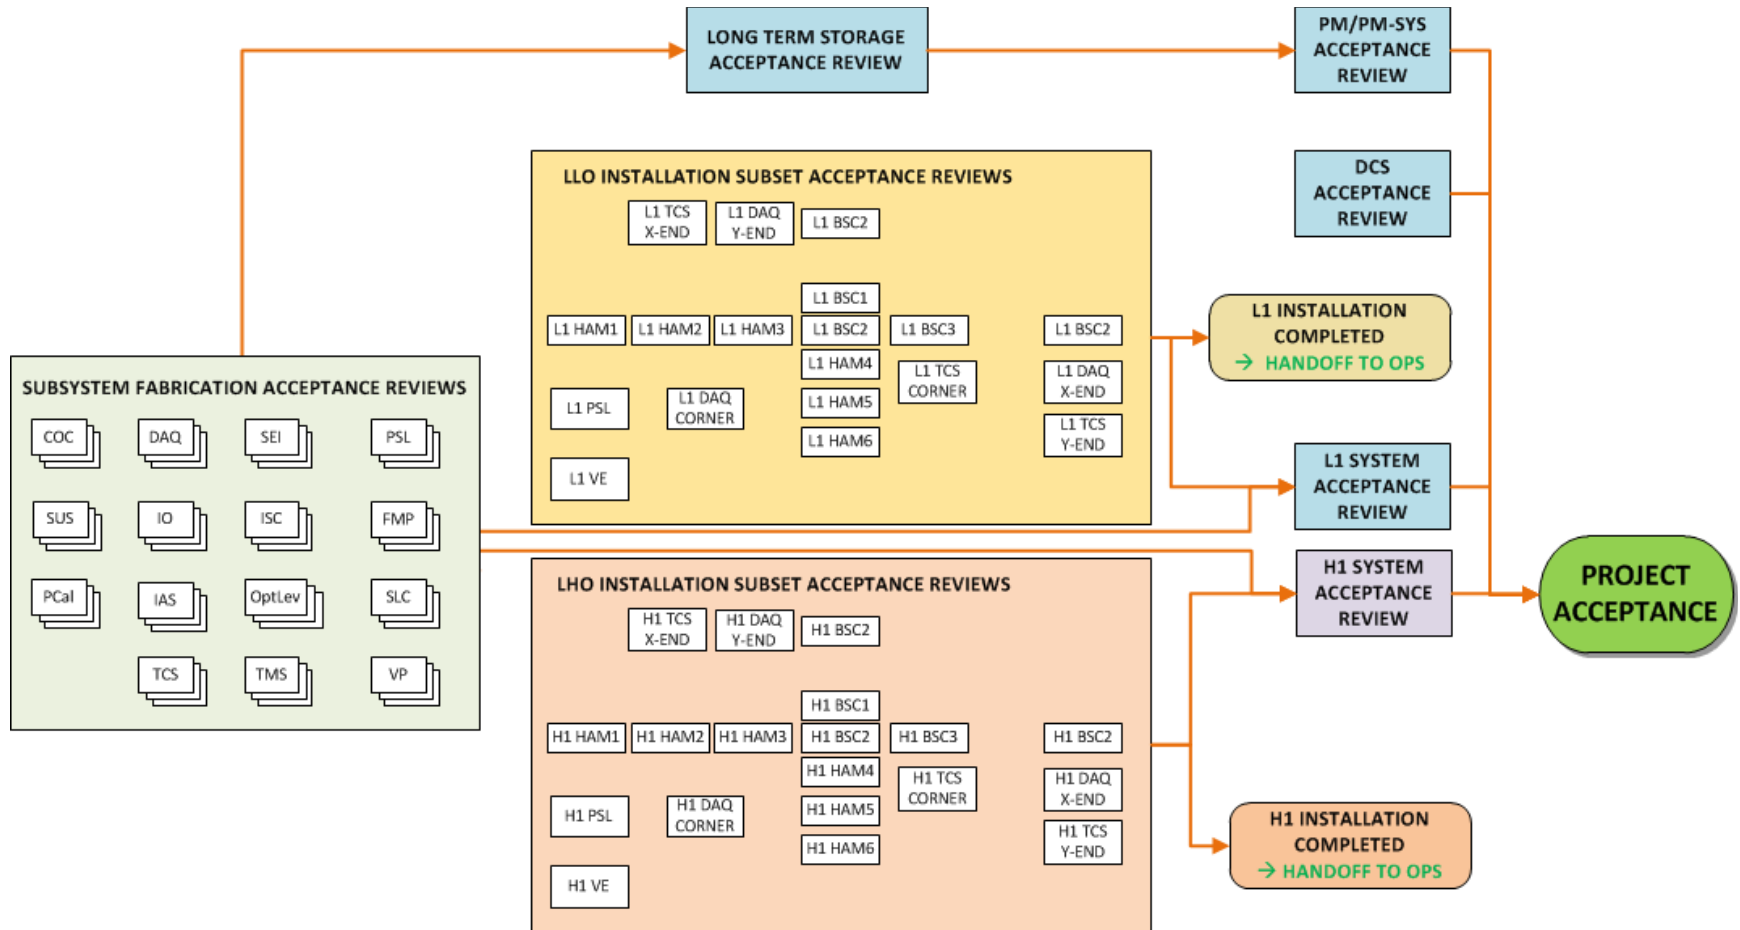 LONG TERM STORAGE
ACCEPTANCE REVIEW
PM/PM-SYS
ACCEPTANCE
REVIEW
DCS
ACCEPTANCE
REVIEW
LLO INSTALLATION SUBSET ACCEPTANCE REVIEWS
L1 TCS
X-END
L1 DAQ
Y-END
L1 BSC2
L1 BSC1
L1 HAM1
L1 HAM2
L1 HAM3
L1 BSC2
L1 BSC3
L1 BSC2
L1 HAM4
L1 TCS
CORNER
L1 DAQ
X-END
L1 PSL
L1 DAQ
CORNER
L1 HAM5
L1 HAM6
L1 TCS
Y-END
L1 VE
L1 INSTALLATION
COMPLETED
→ HANDOFF TO OPS
SUBSYSTEM FABRICATION ACCEPTANCE REVIEWS
COC
DAQ
SEI
PSL
SUS
IO
ISC
FMP
PCal
IAS
OptLev
SLC
TCS
TMS
VP
L1 SYSTEM
ACCEPTANCE
REVIEW
H1 SYSTEM
ACCEPTANCE
REVIEW
PROJECT
ACCEPTANCE
LHO INSTALLATION SUBSET ACCEPTANCE REVIEWS
H1 TCS
X-END
H1 DAQ
Y-END
H1 BSC2
H1 BSC1
H1 HAM1
H1 HAM2
H1 HAM3
H1 BSC2
H1 BSC3
H1 BSC2
H1 HAM4
H1 TCS
CORNER
H1 DAQ
X-END
H1 PSL
H1 DAQ
CORNER
H1 HAM5
H1 HAM6
H1 TCS
Y-END
H1 VE
H1 INSTALLATION
COMPLETED
→ HANDOFF TO OPS